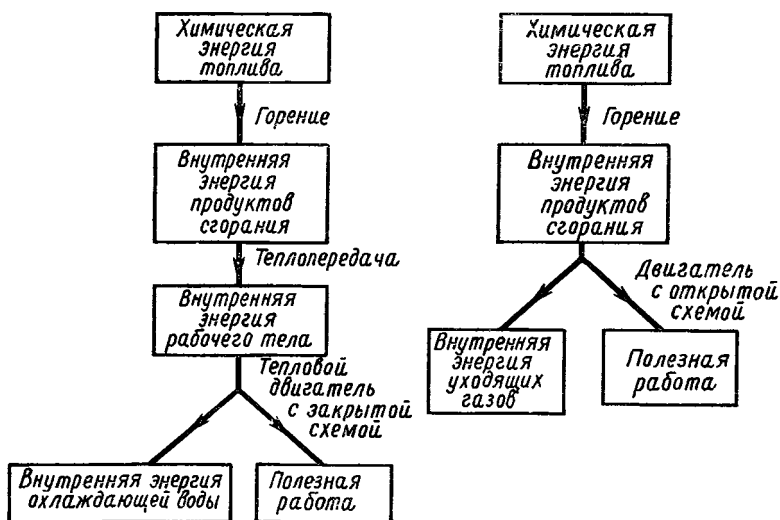 Химическая
энергия
топлива
Горение
Внутренняя
энергия
продуктов
сгорания
Теплопередача
Внутренняя
энергия
рабочего тела
Тепловой
двигатель
с закрытой
схемой
Внутренняя энергия
охлаждающей воды
Полезная
работа
Химическая
энергия
топлива
Горение
Внутренняя
энергия
продуктов
сгорания
Двигатель
с открытой
схемой
Внутренняя
энергия
уходящих
газов
Полезная
работа